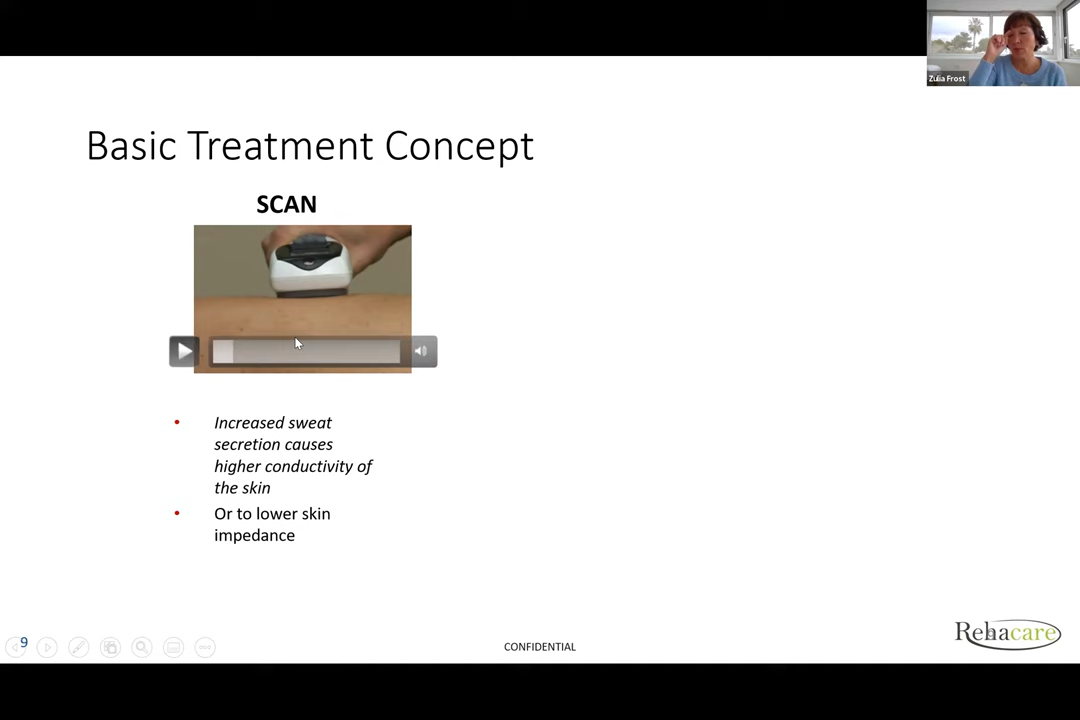 Zulia Frost
Basic Treatment Concept
SCAN
• Increased sweat
secretion causes
higher conductivity of
the skin
• Or to lower skin
impedance
9
CONFIDENTIAL
Rehacare